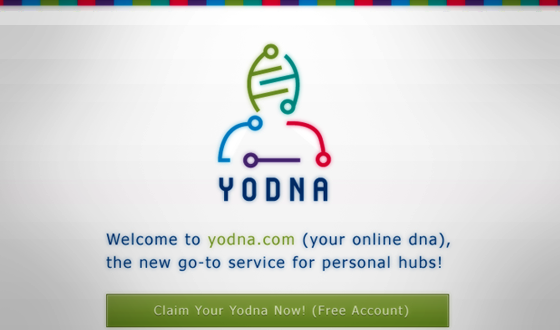 YODNA
Welcome to yodna.com (your online dna),
the new go-to service for personal hubs!
Claim Your Yodna Now! (Free Account)